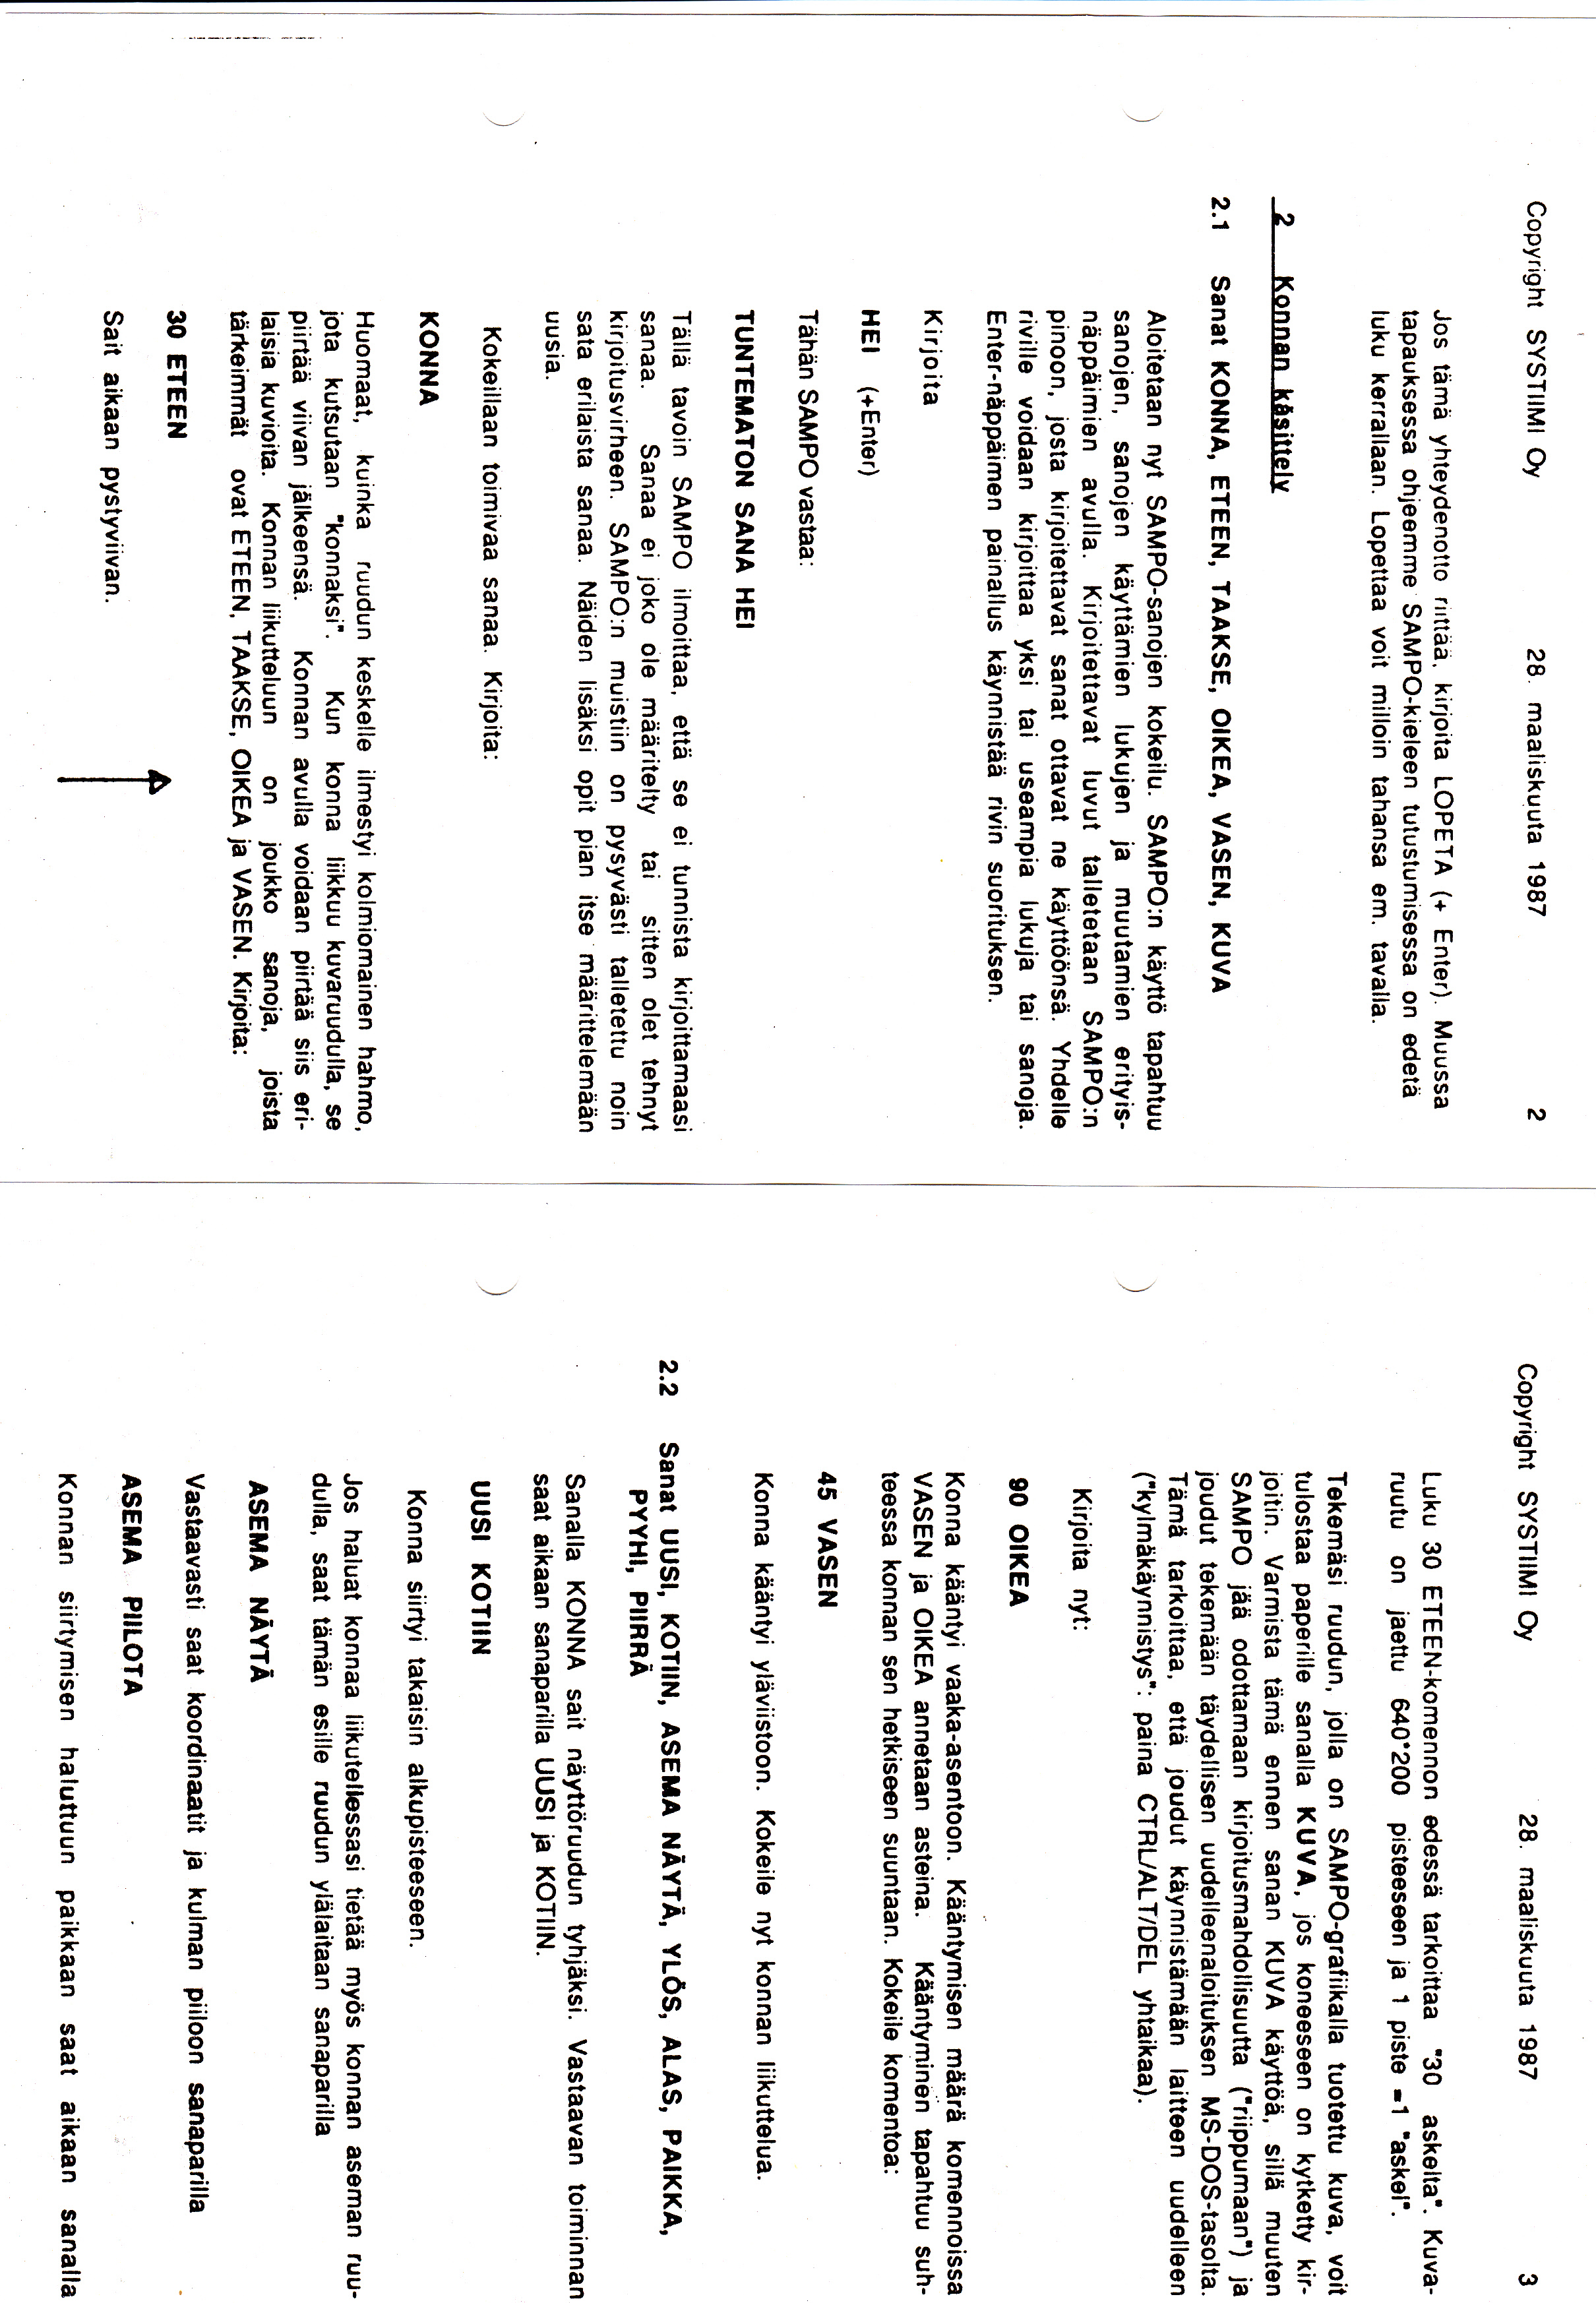 Copyright SYSTIIMI Oy 28. maaliskuuta 1987 2
Jos tämä yhteydenotto riittää, kirjoita LOPETA (+ Enter). Muussa
tapauksessa ohjeemme SAMPO-kieleen tutustumisessa on edetä
luku kerrallaan. Lopettaa voit milloin tahansa em. tavalla.
2 Konnan käsittely
2.1 Sanat KONNA, ETEEN, TAAKSE, OIKEA, VASEN, KUVA
Aloitetaan nyt SAMPO-sanojen kokeilu. SAMPO:n käyttö tapahtuu
sanojen, sanojen käyttämien lukujen ja muutamien erityis-
näppäimien avulla. Kirjoitettavat luvut talletetaan SAMPO:n
pinoon, josta kirjoitettavat sanat ottavat ne käyttöönsä. Yhdelle
riville voidaan kirjoittaa yksi tai useampia lukuja tai sanoja.
Enter-näppäimen painallus käynnistää rivin suorituksen.
Kirjoita
HEI (+Enter)
Tähän SAMPO vastaa:
TUNTEMATON SANA HEI
Tällä tavoin SAMPO ilmoittaa, että se ei tunnista kirjoittamaasi
sanaa. Sanaa ei joko ole määritelty tai sitten olet tehnyt
kirjoitusvirheen. SAMPO:n muistiin on pysyvästi talletettu noin
sata erilaista sanaa. Näiden lisäksi opit pian itse määrittelemään
uusia.
Kokeillaan toimivaa sanaa. Kirjoita:
KONNA
Huomaat, kuinka ruudun keskelle ilmestyi kolmiomainen hahmo,
jota kutsutaan "konnaksi". Kun konna liikkuu kuvaruudulla, se
piirtää viivan jälkeensä. Konnan avulla voidaan piirtää siis eri-
laisia kuvioita. Konnan liikutteluun on joukko sanoja, joista
tärkeimmät ovat ETEEN, TAAKSE, OIKEA ja VASEN. Kirjoita:
30 ETEEN
Sait aikaan pystyviivan.
Copyright SYSTIIMI Oy 28. maaliskuuta 1987 3
Luku 30 ETEEN-komennon edessä tarkoittaa "30 askelta". Kuva-
ruutu on jaettu 640*200 pisteeseen ja 1 piste =1 "askel".
Tekemäsi ruudun, jolla on SAMPO-grafiikalla tuotettu kuva, voit
tulostaa paperille sanalla KUVA, jos koneeseen on kytketty kir-
joitin. Varmista tämä ennen sanan KUVA käyttöä, sillä muuten
SAMPO jää odottamaan kirjoitusmahdollisuutta ("riippumaan") ja
joudut tekemään täydellisen uudelleenaloituksen MS-DOS-tasolta.
Tämä tarkoittaa, että joudut käynnistämään laitteen uudelleen
("kylmäkäynnistys": paina CTRL/ALT/DEL yhtaikaa).
Kirjoita nyt:
90 OIKEA
Konna kääntyi vaaka-asentoon. Kääntymisen määrä komennoissa
VASEN ja OIKEA annetaan asteina. Kääntyminen tapahtuu suh-
teessa konnan sen hetkiseen suuntaan. Kokeile komentoa:
45 VASEN
Konna kääntyi yläviistoon. Kokeile nyt konnan liikuttelua.
2.2 Sanat UUSI, KOTIIN, ASEMA NÄYTÄ, YLÖS, ALAS, PAIKKA,
PYYHI, PIIRRÄ
Sanalla KONNA sait näyttöruudun tyhjäksi. Vastaavan toiminnan
saat aikaan sanaparilla UUSI ja KOTIIN.
UUSI KOTIIN
Konna siirtyi takaisin alkupisteeseen.
Jos haluat konnaa liikutellessasi tietää myös konnan aseman ruu-
dulla, saat tämän esille ruudun ylälaitaan sanaparilla
ASEMA NÄYTÄ
Vastaavasti saat koordinaatit ja kulman piiloon sanaparilla
ASEMA PIILOTA
Konnan siirtymisen haluttuun paikkaan saat aikaan sanalla